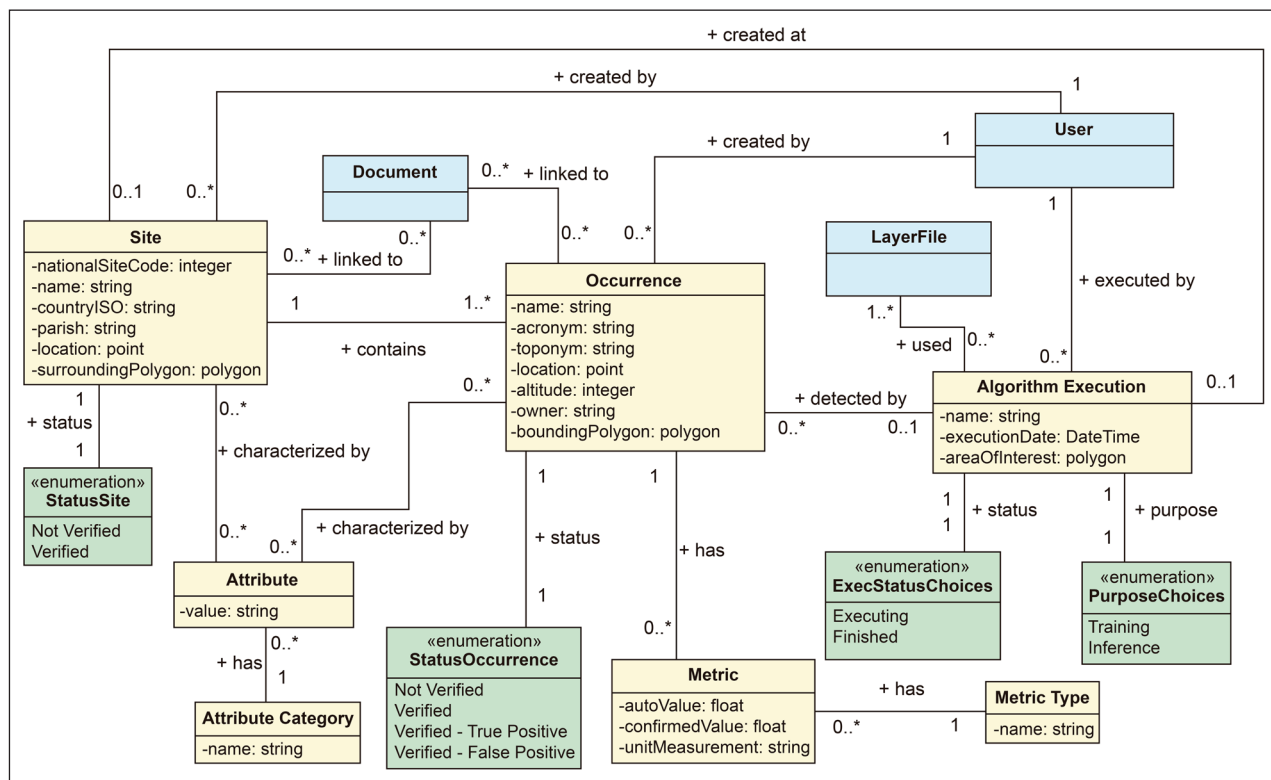 + created at
+ created by
1
User
+ created by
1
Document
0..*
+ linked to
0..1
0..*
1
Site
-nationalSiteCode: integer
-name: string
-countryISO: string
-parish: string
-location: point
-surroundingPolygon: polygon
0..*
0..*
+ linked to
0..*
0..*
LayerFile
Occurrence
-name: string
-acronym: string
-toponym: string
-location: point
-altitude: integer
-owner: string
-boundingPolygon: polygon
+ executed by
1
1..*
+ contains
1..*
+ used
0..*
0..*
0..1
Algorithm Execution
-name: string
-executionDate: DateTime
-areaOfInterest: polygon
1
+ status
1
0..*
+ characterized by
0..*
0..*
+ characterized by
0..*
+ detected by
0..*
0..1
«enumeration»
StatusSite
Not Verified
Verified
1
+ status
1
1
+ has
0..*
1
+ status
1
1
+ purpose
1
Attribute
-value: string
«enumeration»
ExecStatusChoices
Executing
Finished
«enumeration»
PurposeChoices
Training
Inference
0..*
+ has
1
«enumeration»
StatusOccurrence
Not Verified
Verified
Verified - True Positive
Verified - False Positive
Metric
-autoValue: float
-confirmedValue: float
-unitMeasurement: string
+ has
0..*
1
Metric Type
-name: string
Attribute Category
-name: string